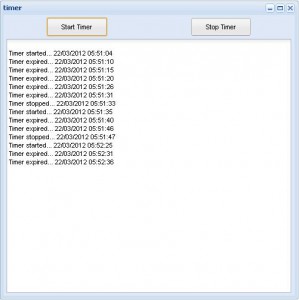 timer
Start Timer Stop Timer
Timer started... 22/03/2012 05:51:04
Timer expired... 22/03/2012 05:51:10
Timer expired... 22/03/2012 05:51:15
Timer expired... 22/03/2012 05:51:20
Timer expired... 22/03/2012 05:51:26
Timer expired... 22/03/2012 05:51:31
Timer stopped... 22/03/2012 05:51:33
Timer started... 22/03/2012 05:51:35
Timer expired... 22/03/2012 05:51:40
Timer expired... 22/03/2012 05:51:46
Timer stopped... 22/03/2012 05:51:47
Timer started... 22/03/2012 05:52:25
Timer expired... 22/03/2012 05:52:31
Timer expired... 22/03/2012 05:52:36